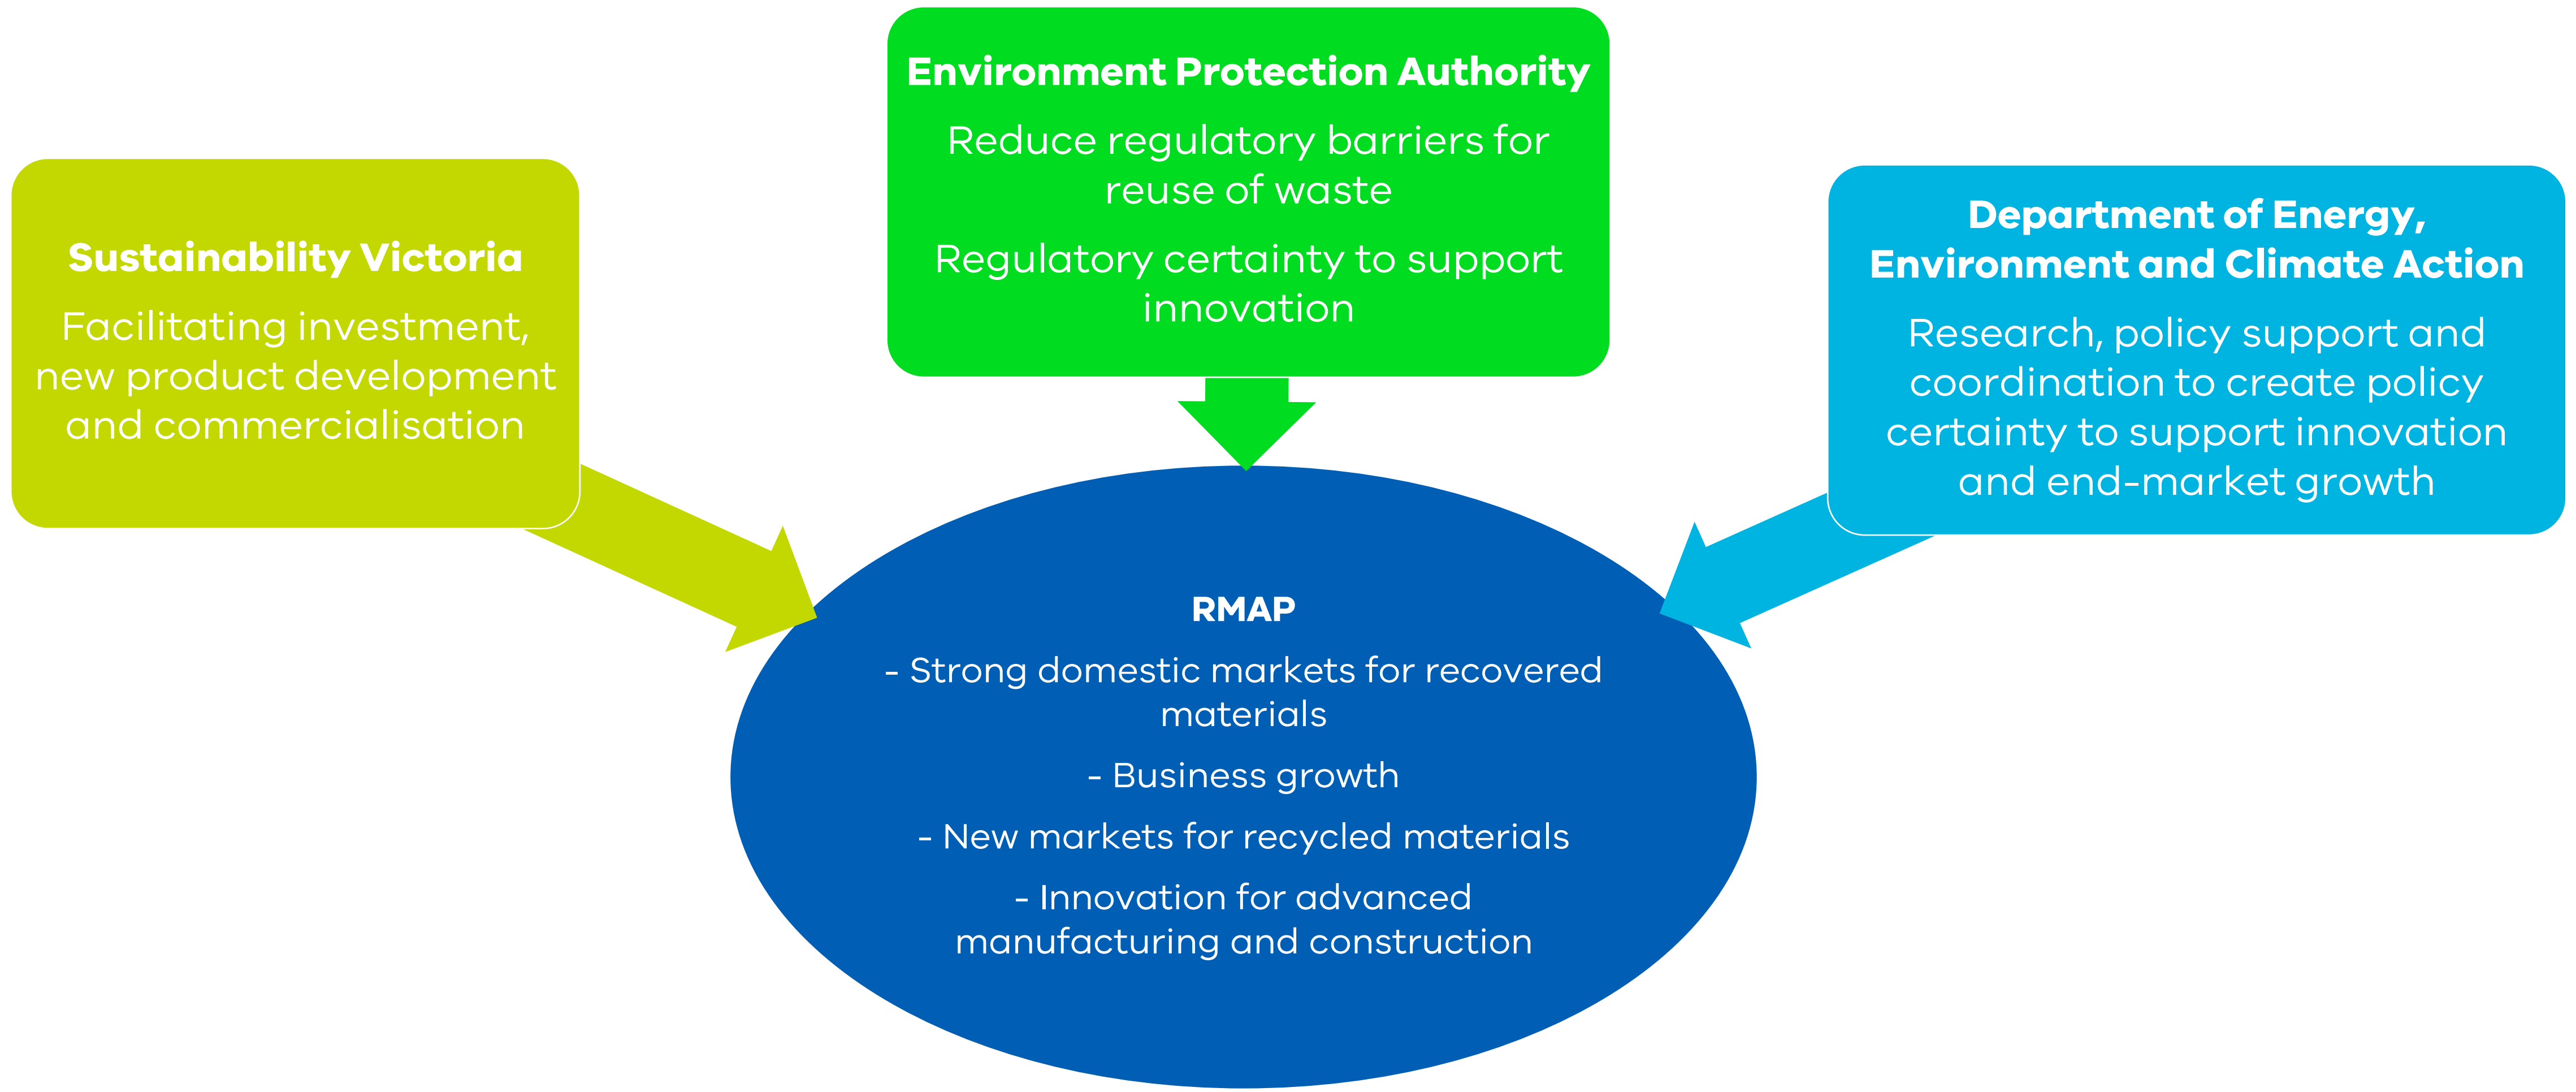 Sustainability Victoria
Facilitating investment,
new product development
and commercialisation
Environment Protection Authority
Reduce regulatory barriers for
reuse of waste
Regulatory certainty to support
innovation
Department of Energy,
Environment and Climate Action
Research, policy support and
coordination to create policy
certainty to support innovation
and end-market growth
RMAP
- Strong domestic markets for recovered
materials
- Business growth
- New markets for recycled materials
- Innovation for advanced
manufacturing and construction